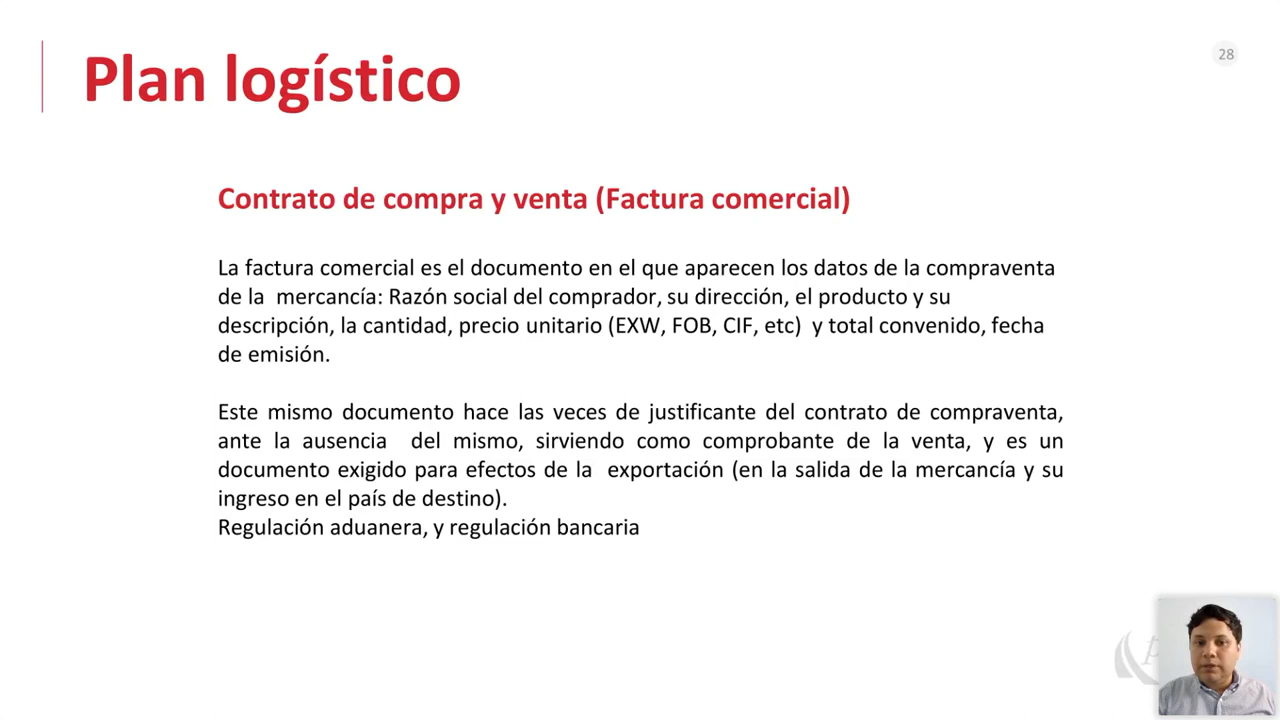 Plan logístico
28
Contrato de compra y venta (Factura comercial)
La factura comercial es el documento en el que aparecen los datos de la compraventa
de la mercancía: Razón social del comprador, su dirección, el producto y su
descripción, la cantidad, precio unitario (EXW, FOB, CIF, etc) y total convenido, fecha
de emisión.
Este mismo documento hace las veces de justificante del contrato de compraventa,
ante la ausencia del mismo, sirviendo como comprobante de la venta, y es un
documento exigido para efectos de la exportación (en la salida de la mercancía y su
ingreso en el país de destino).
Regulación aduanera, y regulación bancaria